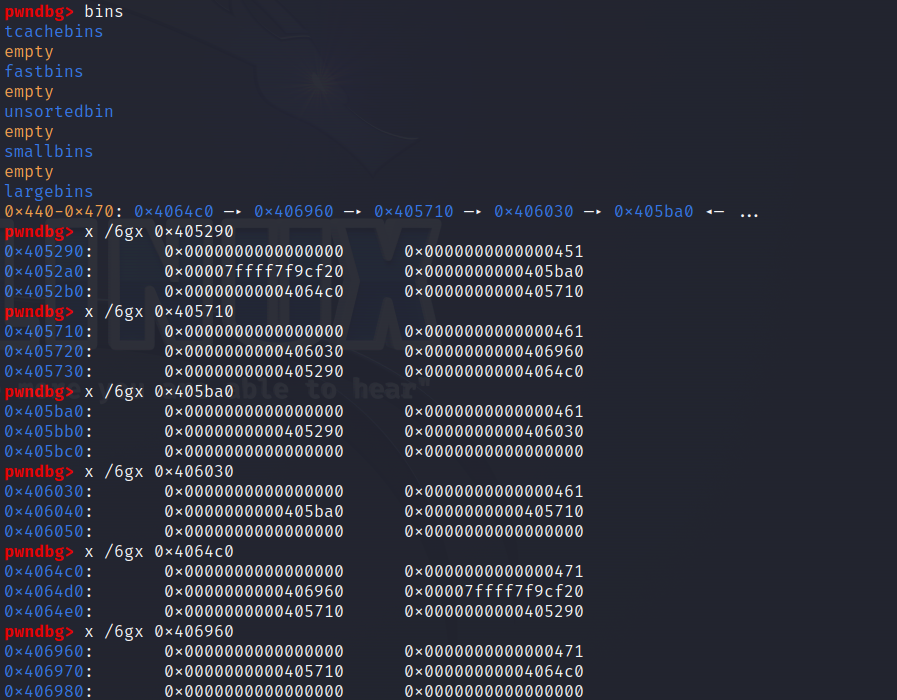 pwndbg> bins
tcachebins
empty
fastbins
empty
unsortedbin
empty
smallbins
empty
largebins
0×440-0×470: 0×4064c0 —▸ 0×406960 —▸ 0×405710 —▸ 0×406030 —▸ 0×405ba0 ◂— ...
pwndbg> x /6gx 0×405290
0×405290: 0×0000000000000000 0×0000000000000451
0×4052a0: 0×00007ffff7f9cf20 0×0000000000405ba0
0×4052b0: 0×00000000004064c0 0×0000000000405710
pwndbg> x /6gx 0×405710
0×405710: 0×0000000000000000 0×0000000000000461
0×405720: 0×0000000000406030 0×0000000000406960
0×405730: 0×0000000000405290 0×00000000004064c0
pwndbg> x /6gx 0×405ba0
0×405ba0: 0×0000000000000000 0×0000000000000461
0×405bb0: 0×0000000000405290 0×0000000000406030
0×405bc0: 0×0000000000000000 0×0000000000000000
pwndbg> x /6gx 0×406030
0×406030: 0×0000000000000000 0×0000000000000461
0×406040: 0×0000000000405ba0 0×0000000000405710
0×406050: 0×0000000000000000 0×0000000000000000
pwndbg> x /6gx 0×4064c0
0×4064c0: 0×0000000000000000 0×0000000000000471
0×4064d0: 0×0000000000406960 0×00007ffff7f9cf20
0×4064e0: 0×0000000000405710 0×0000000000405290
pwndbg> x /6gx 0×406960
0×406960: 0×0000000000000000 0×0000000000000471
0×406970: 0×0000000000405710 0×00000000004064c0
0×406980: 0×0000000000000000 0×0000000000000000